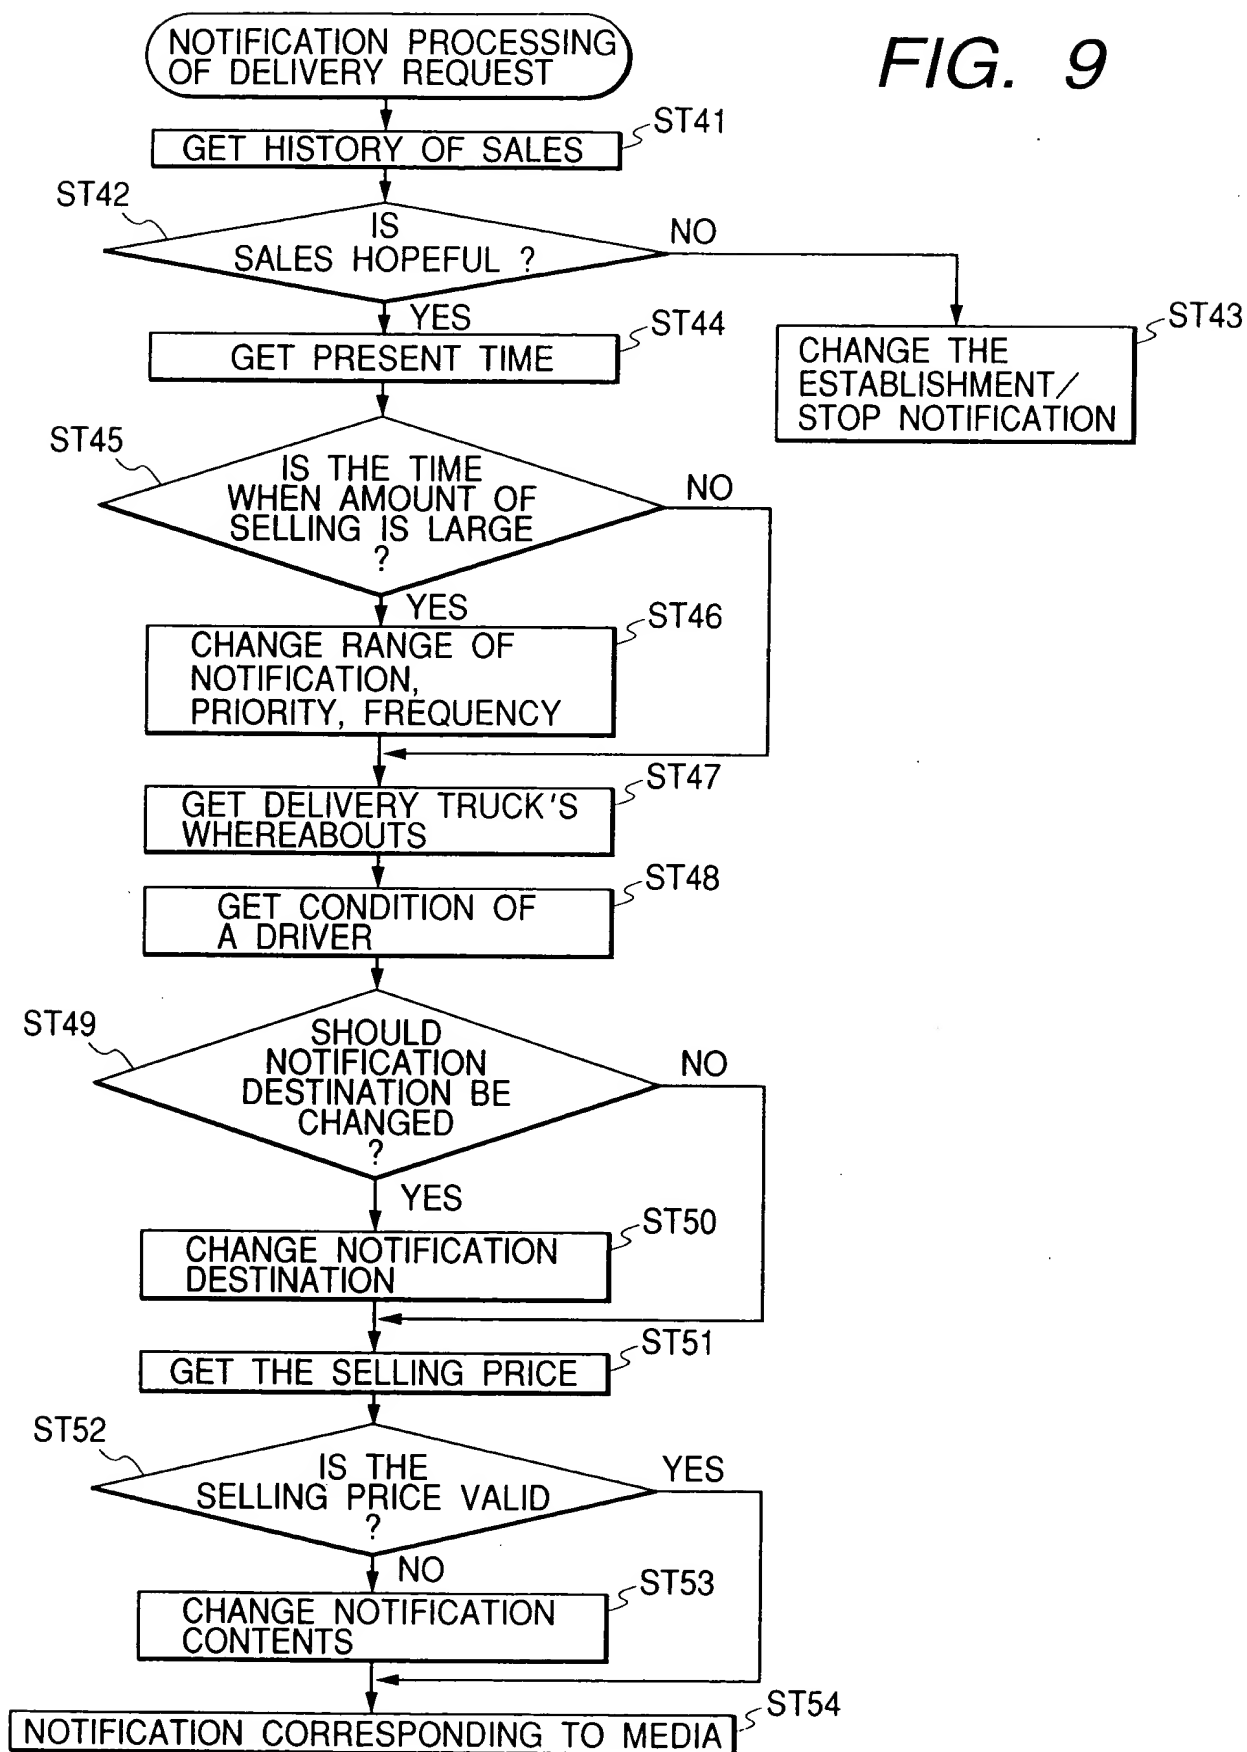 NOTIFICATION PROCESSING
OF DELIVERY REQUEST
FIG. 9
ST41
GET HISTORY OF SALES
ST42
IS
SALES HOPEFUL ?
NO
YES
ST44
GET PRESENT TIME
ST43
CHANGE THE
ESTABLISHMENT/
STOP NOTIFICATION
ST45
IS THE TIME
WHEN AMOUNT OF
SELLING IS LARGE
?
NO
YES
ST46
CHANGE RANGE OF
NOTIFICATION,
PRIORITY, FREQUENCY
ST47
GET DELIVERY TRUCK'S
WHEREABOUTS
ST48
GET CONDITION OF
A DRIVER
ST49
SHOULD
NOTIFICATION
DESTINATION BE
CHANGED
?
NO
YES
ST50
CHANGE NOTIFICATION
DESTINATION
ST51
GET THE SELLING PRICE
ST52
IS THE
SELLING PRICE VALID
?
YES
NO
ST53
CHANGE NOTIFICATION
CONTENTS
ST54
NOTIFICATION CORRESPONDING TO MEDIA